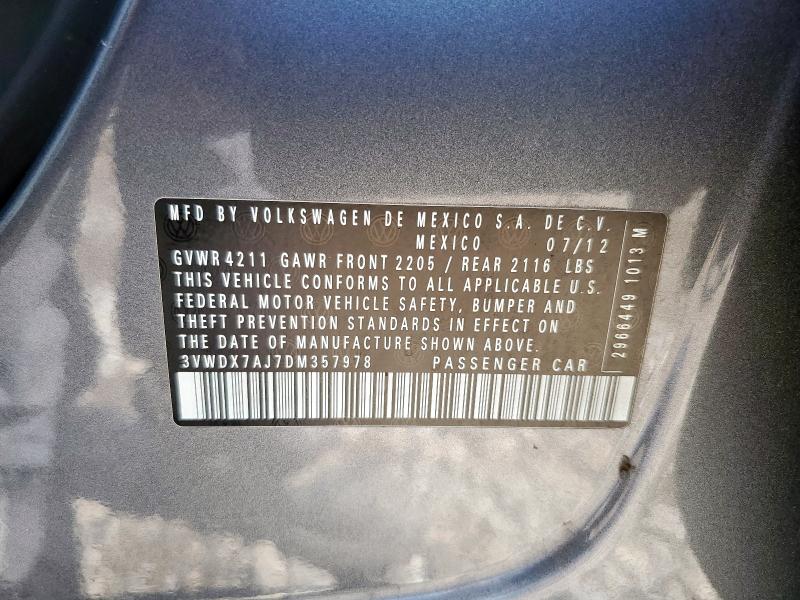 MFD BY VOLKSWAGEN DE MEXICO S.A. DE C.V.
MEXICO 07/12
GVWR 4211 GAWR FRONT 2205 / REAR 2116 LBS
THIS VEHICLE CONFORMS TO ALL APPLICABLE U.S.
FEDERAL MOTOR VEHICLE SAFETY, BUMPER AND
THEFT PREVENTION STANDARDS IN EFFECT ON
THE DATE OF MANUFACTURE SHOWN ABOVE.
3VWDX7AJ7DM357978 PASSENGER CAR
2966449 1013 M